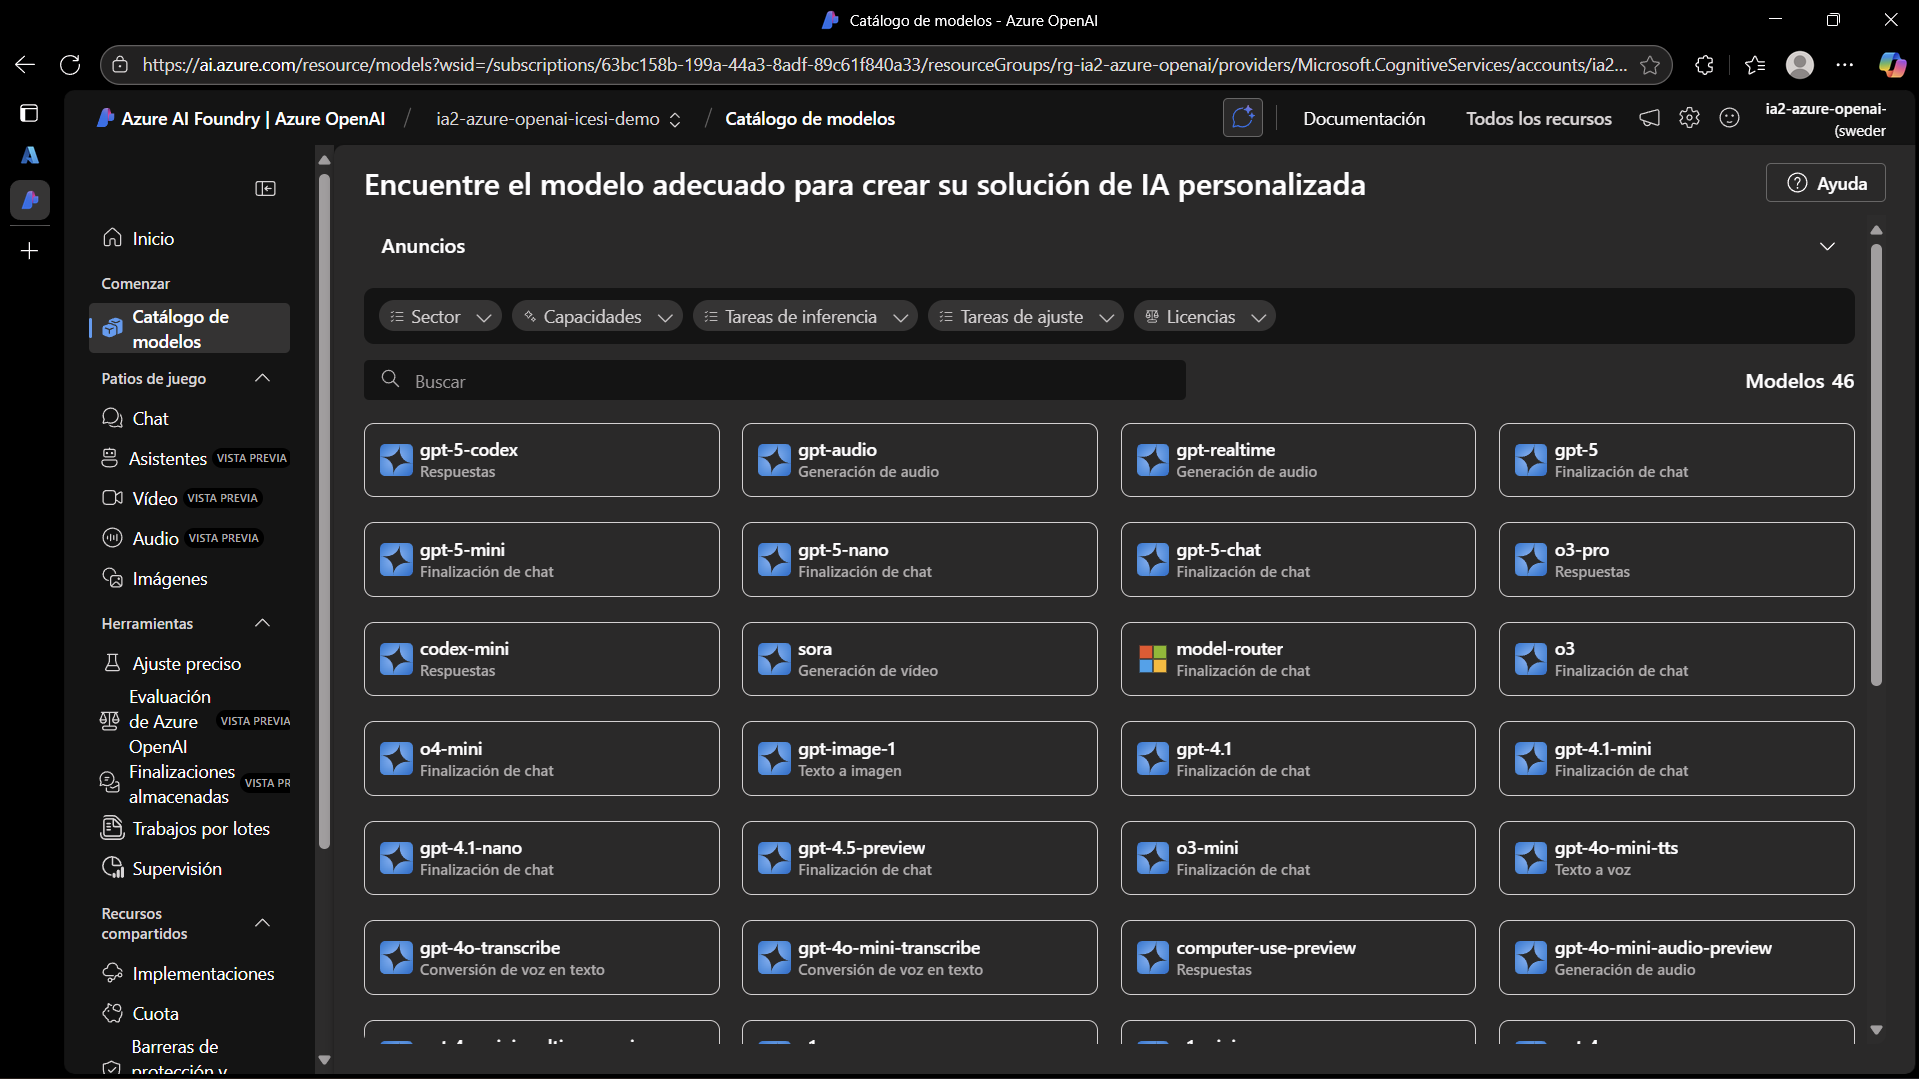 Catálogo de modelos - Azure OpenAI
https://ai.azure.com/resource/models?wsid=/subscriptions/63bc158b-199a-44a3-8adf-89c61f840a33/resourceGroups/rg-ia2-azure-openai/providers/Microsoft.CognitiveServices/accounts/ia2...
Azure AI Foundry | Azure OpenAI / ia2-azure-openai-icesi-demo / Catálogo de modelos
Documentación
Todos los recursos
ia2-azure-openai-
(sweder
Inicio
Comenzar
Catálogo de
modelos
Patios de juego
Chat
Asistentes VISTA PREVIA
Vídeo VISTA PREVIA
Audio VISTA PREVIA
Imágenes
Herramientas
Ajuste preciso
Evaluación
de Azure VISTA PREVIA
OpenAI
Finalizaciones
almacenadas VISTA PR
Trabajos por lotes
Supervisión
Recursos
compartidos
Implementaciones
Cuota
Barreras de
protección y
Encuentre el modelo adecuado para crear su solución de IA personalizada
Ayuda
Anuncios
Sector
Capacidades
Tareas de inferencia
Tareas de ajuste
Licencias
Buscar
Modelos 46
gpt-5-codex
Respuestas
gpt-audio
Generación de audio
gpt-realtime
Generación de audio
gpt-5
Finalización de chat
gpt-5-mini
Finalización de chat
gpt-5-nano
Finalización de chat
gpt-5-chat
Finalización de chat
o3-pro
Respuestas
codex-mini
Respuestas
sora
Generación de vídeo
model-router
Finalización de chat
o3
Finalización de chat
o4-mini
Finalización de chat
gpt-image-1
Texto a imagen
gpt-4.1
Finalización de chat
gpt-4.1-mini
Finalización de chat
gpt-4.1-nano
Finalización de chat
gpt-4.5-preview
Finalización de chat
o3-mini
Finalización de chat
gpt-4o-mini-tts
Texto a voz
gpt-4o-transcribe
Conversión de voz en texto
gpt-4o-mini-transcribe
Conversión de voz en texto
computer-use-preview
Respuestas
gpt-4o-mini-audio-preview
Generación de audio